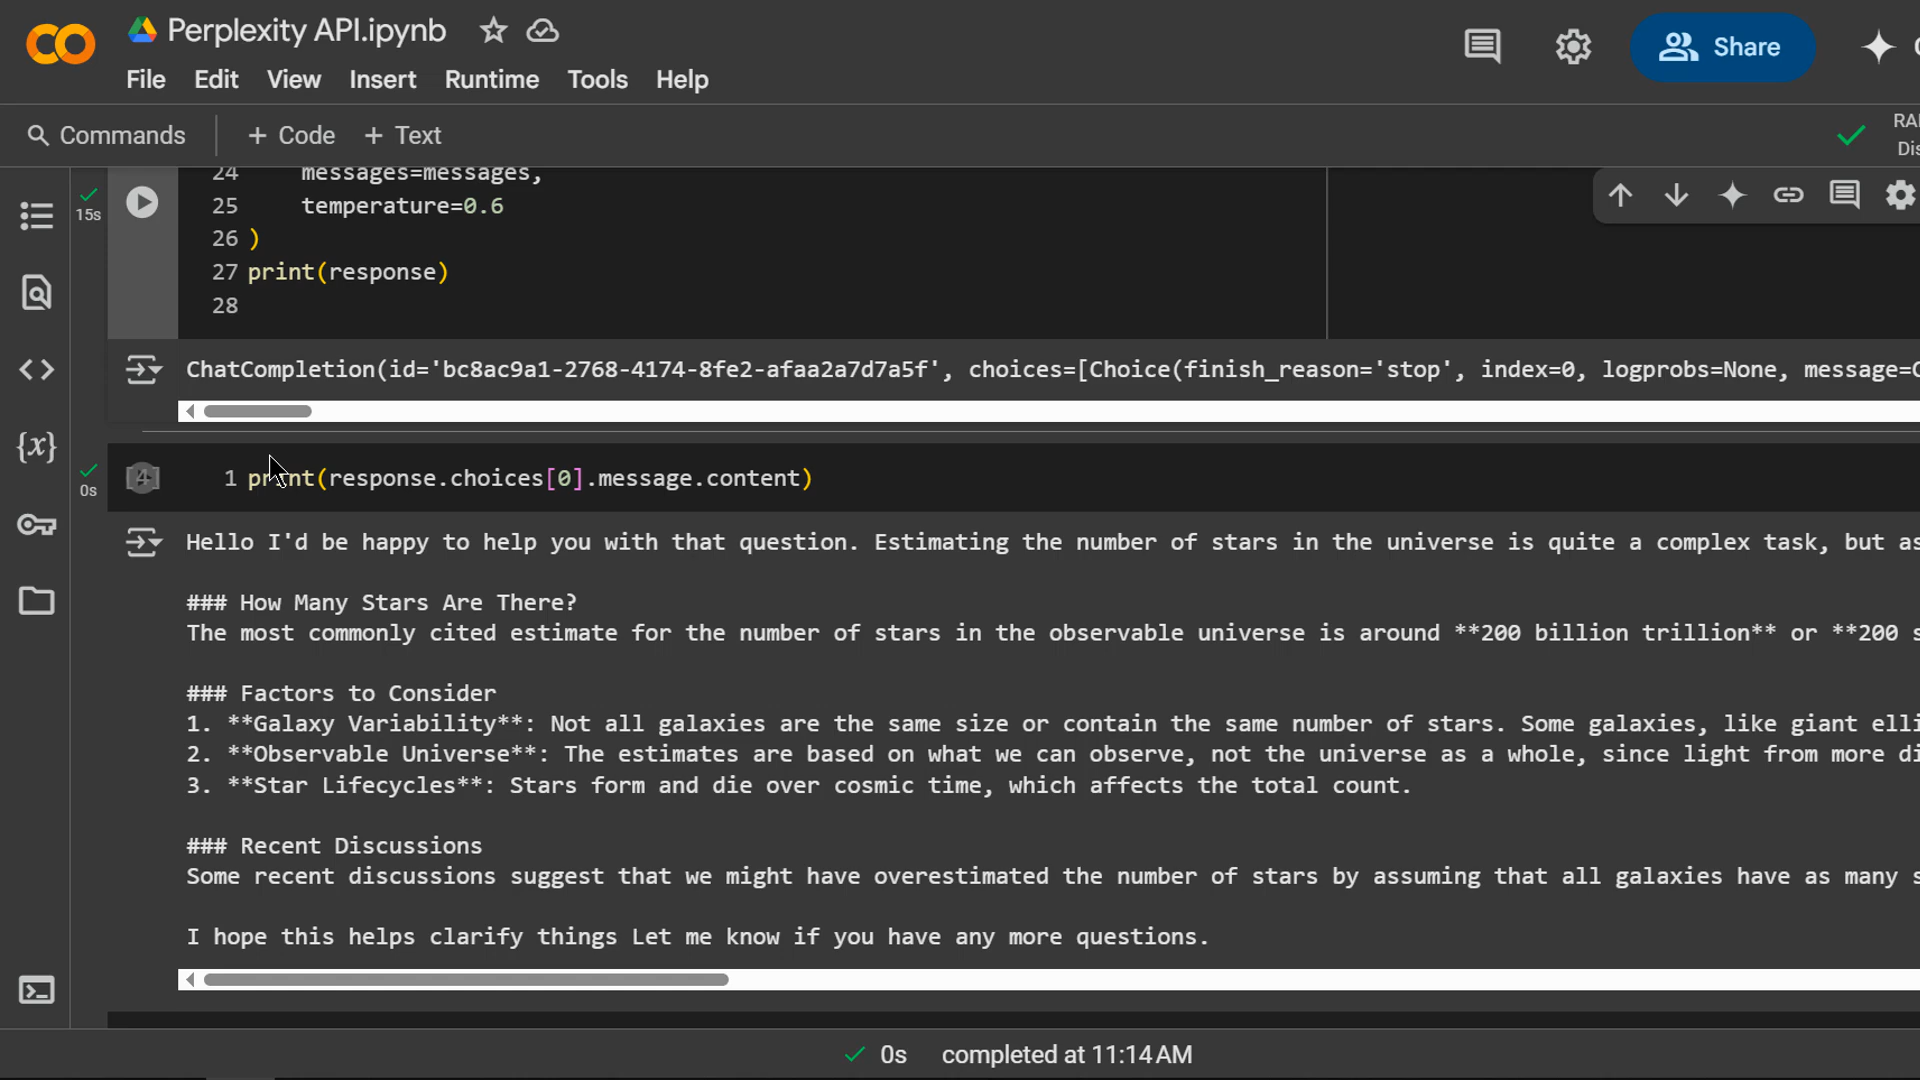 Perplexity API.ipynb
File Edit View Insert Runtime Tools Help
Share
Commands + Code + Text
24 messages=messages,
25 temperature=0.6
26 )
27 print(response)
28
15s
ChatCompletion(id='bc8ac9a1-2768-4174-8fe2-afaa2a7d7a5f', choices=[Choice(finish_reason='stop', index=0, logprobs=None, message=
[4] 1 print(response.choices[0].message.content)
0s
Hello I'd be happy to help you with that question. Estimating the number of stars in the universe is quite a complex task, but
### How Many Stars Are There?
The most commonly cited estimate for the number of stars in the observable universe is around **200 billion trillion** or **200
### Factors to Consider
1. **Galaxy Variability**: Not all galaxies are the same size or contain the same number of stars. Some galaxies, like giant
2. **Observable Universe**: The estimates are based on what we can observe, not the universe as a whole, since light from more
3. **Star Lifecycles**: Stars form and die over cosmic time, which affects the total count.
### Recent Discussions
Some recent discussions suggest that we might have overestimated the number of stars by assuming that all galaxies have as many
I hope this helps clarify things Let me know if you have any more questions.
0s completed at 11:14 AM